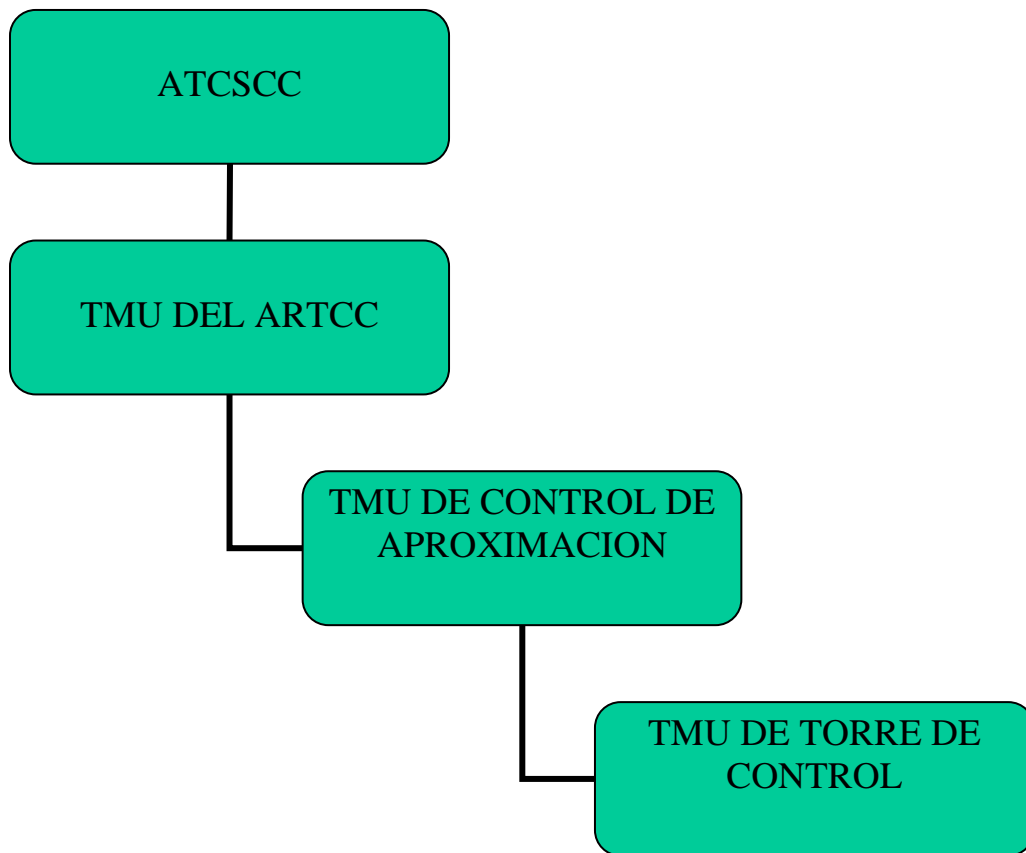 ATCSCC
TMU DEL ARTCC
TMU DE CONTROL DE
APROXIMACION
TMU DE TORRE DE
CONTROL